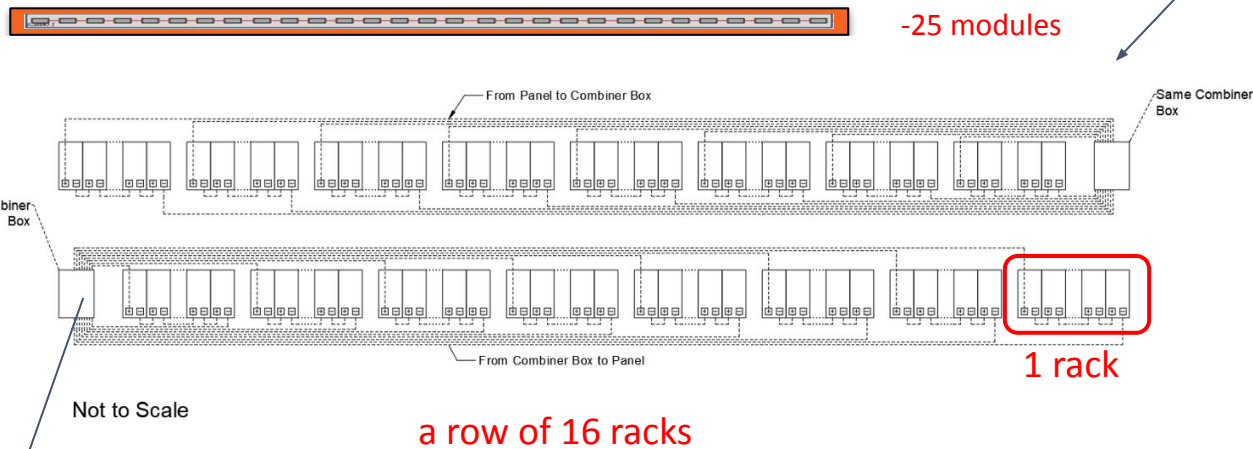 -25 modules
From Panel to Combiner Box
Same Combiner
Box
biner
Box
From Combiner Box to Panel
1 rack
Not to Scale
a row of 16 racks